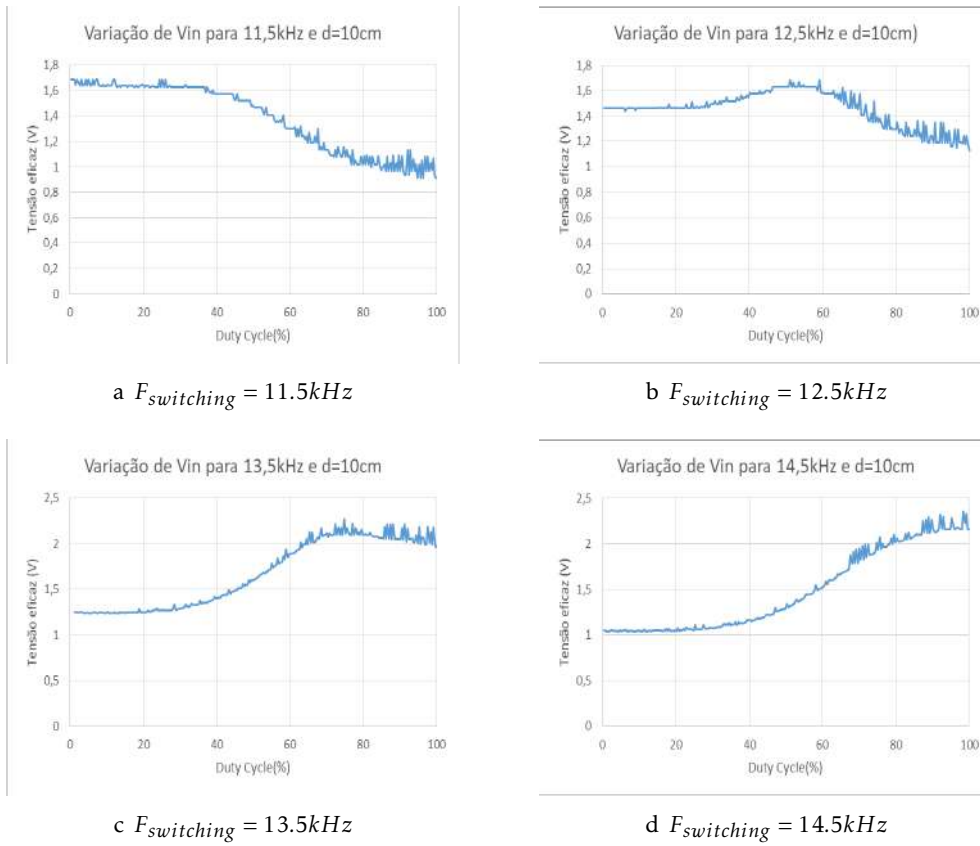 Variação de Vin para 11,5kHz e d=10cm
Tensão eficaz (V)
1,8
1,6
1,4
1,2
1
0,8
0,6
0,4
0,2
0
0 20 40 60 80 100
Duty Cycle(%)
a F_switching = 11.5kHz
Variação de Vin para 12,5kHz e d=10cm)
Tensão eficaz (V)
1,8
1,6
1,4
1,2
1
0,8
0,6
0,4
0,2
0
0 20 40 60 80 100
Duty Cycle(%)
b F_switching = 12.5kHz
Variação de Vin para 13,5kHz e d=10cm
Tensão eficaz (V)
2,5
2
1,5
1
0,5
0
0 20 40 60 80 100
Duty Cycle(%)
c F_switching = 13.5kHz
Variação de Vin para 14,5kHz e d=10cm
Tensão eficaz (V)
2,5
2
1,5
1
0,5
0
0 20 40 60 80 100
Duty Cycle(%)
d F_switching = 14.5kHz